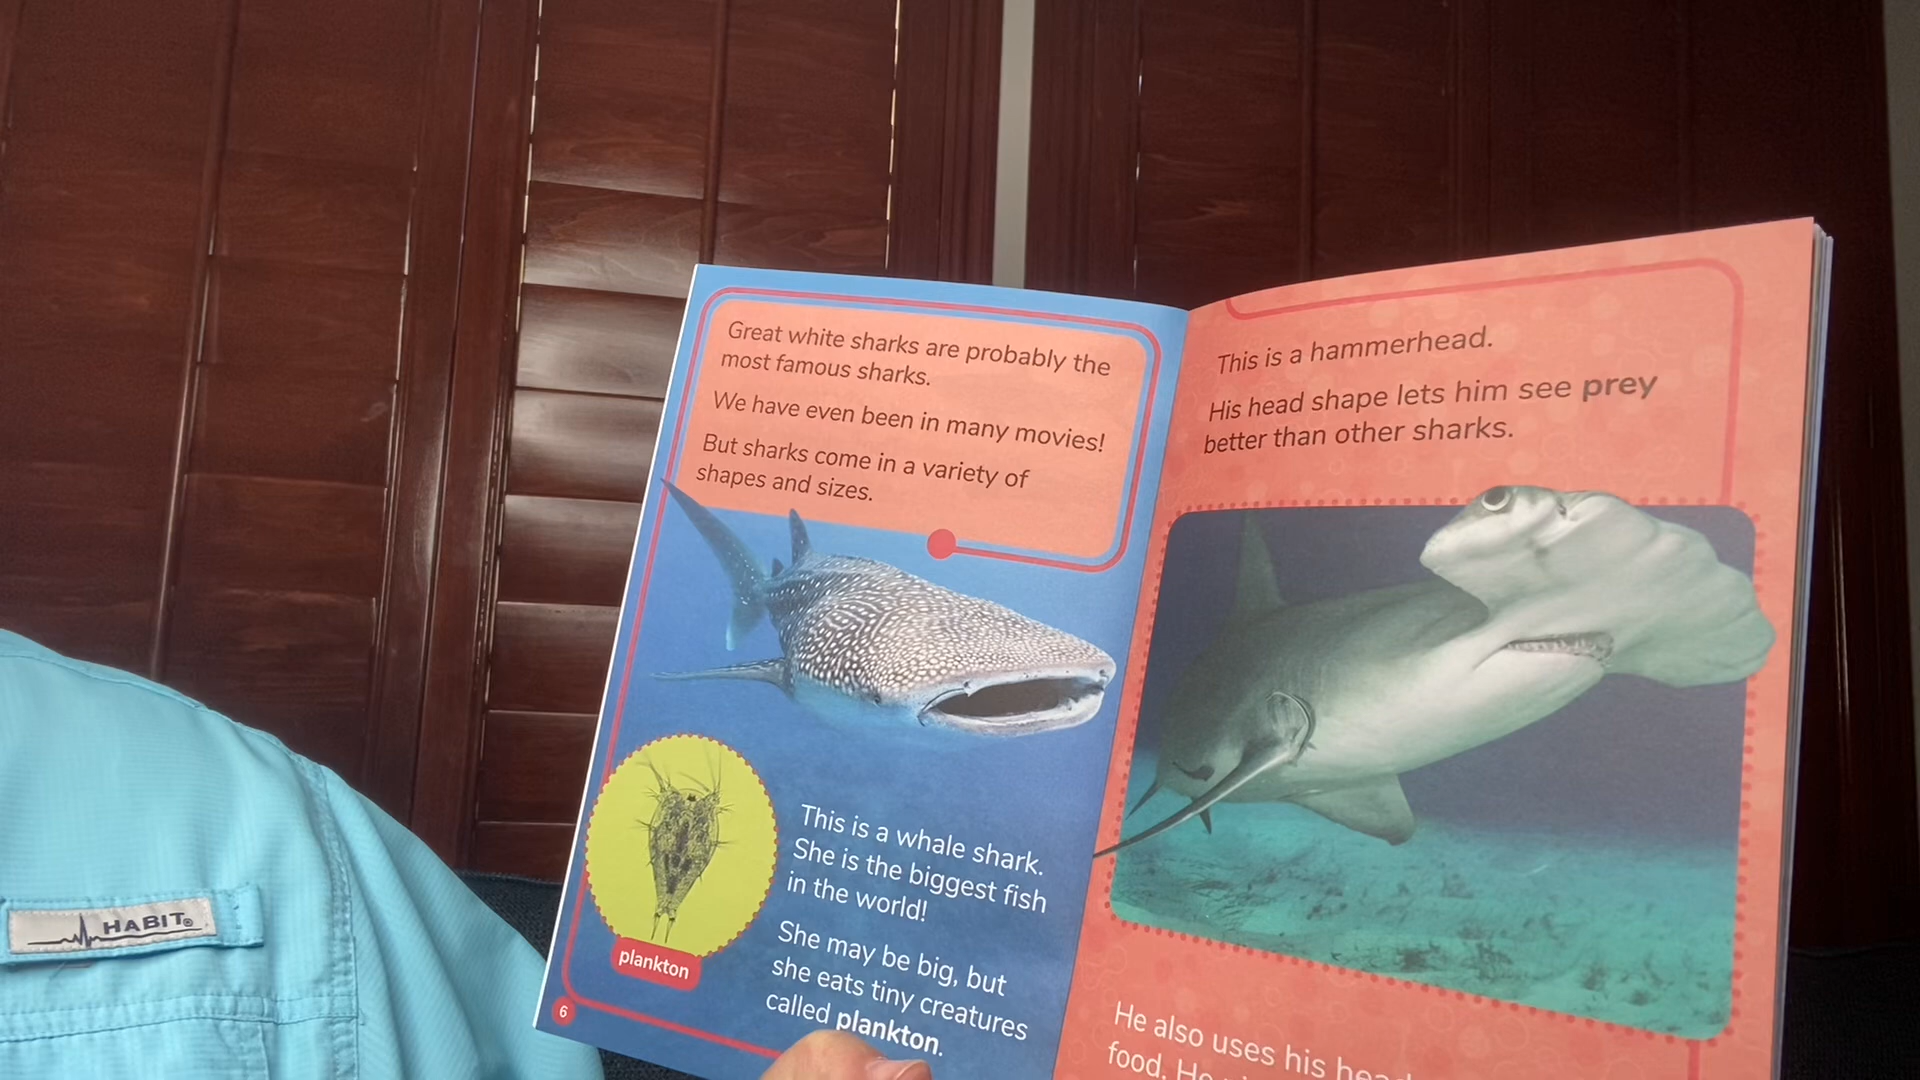 Great white sharks are probably the
most famous sharks.
We have even been in many movies!
But sharks come in a variety of
shapes and sizes.
plankton
This is a whale shark.
She is the biggest fish
in the world!
She may be big, but
she eats tiny creatures
called plankton.
6
This is a hammerhead.
His head shape lets him see prey
better than other sharks.
He also uses his
food. He
HABIT®